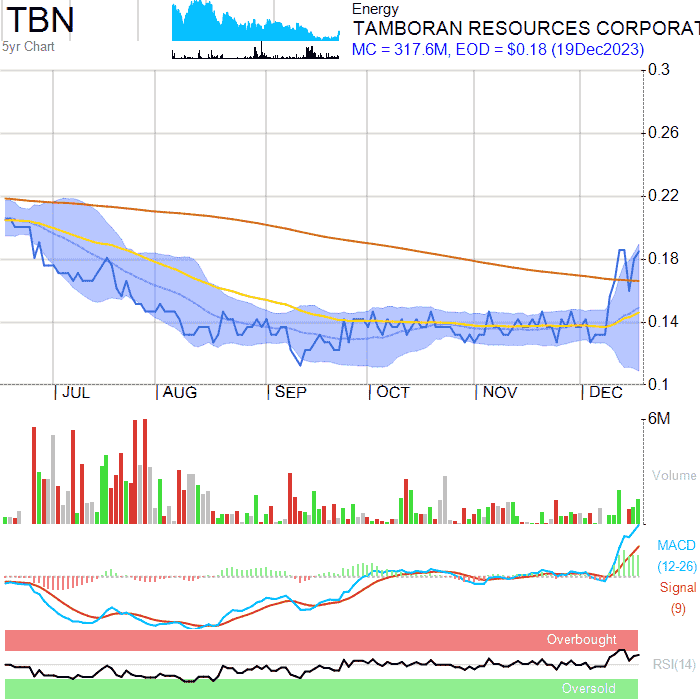 TBN
5yr Chart
Energy
TAMBORAN RESOURCES CORPORAT
MC = 317.6M, EOD = $0.18 (19Dec2023)
0.3
0.26
0.22
0.18
0.14
0.1
JUL AUG SEP OCT NOV DEC
6M
Volume
MACD
(12-26)
Signal
(9)
Overbought
RSI(14)
Oversold